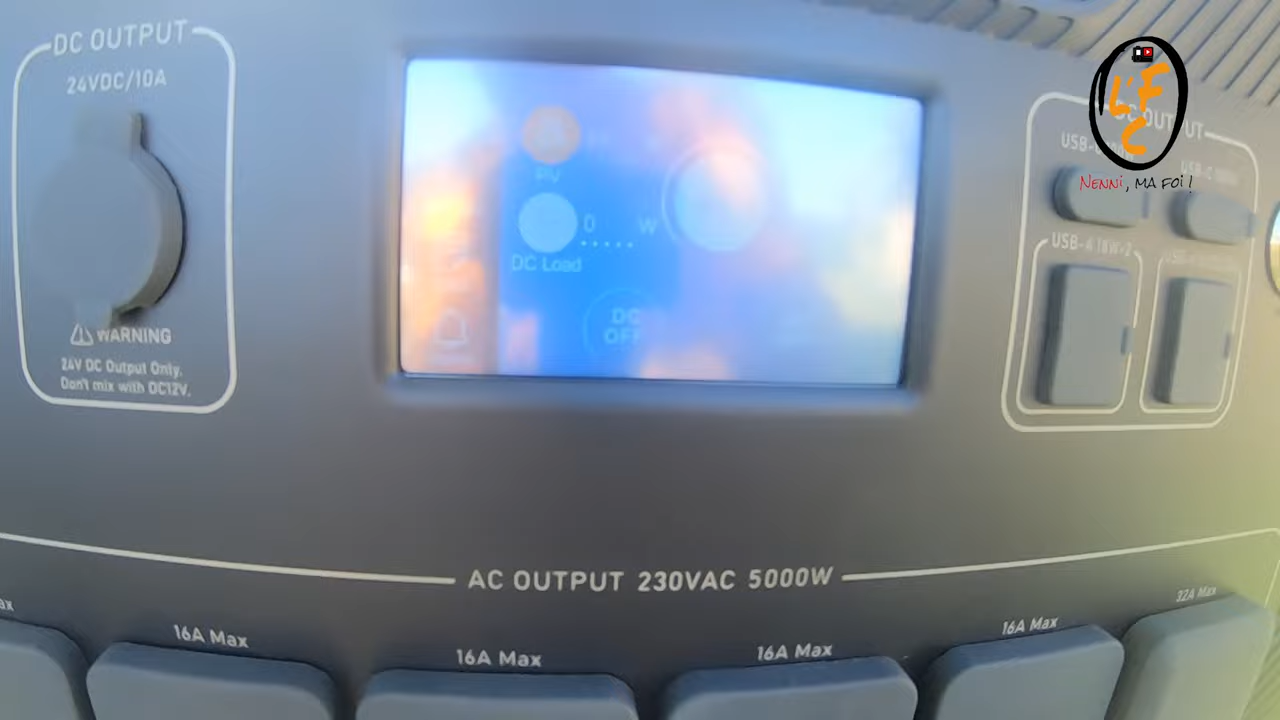 DC OUTPUT
24VDC/10A
WARNING
24V DC Output Only.
Don't mix with DC12V.
PV
0 W
DC Load
DC
OFF
L'F
C
NENNI, MA FOI !
DC OUTPUT
USB-C
USB-A 18W×2
AC OUTPUT 230VAC 5000W
16A Max
16A Max
16A Max
16A Max
32A Max